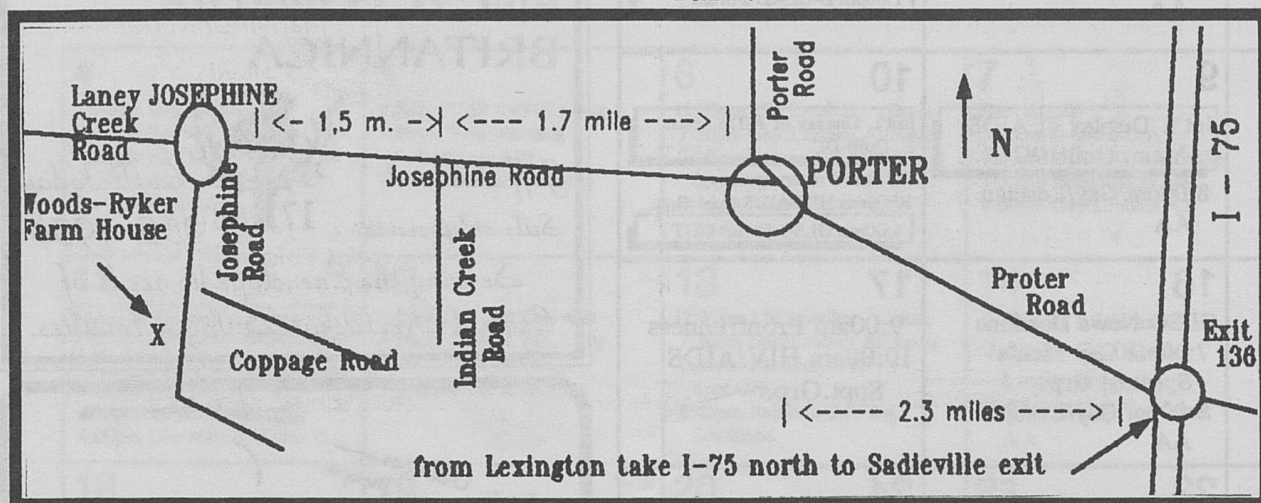 Laney JOSEPHINE
Creek
Road
|<- 1,5 m. ->|<--- 1.7 mile --->|
Josephine Road
Porter
Road
PORTER
N
I-75
Woods-Ryker
Farm House
X
Josephine
Road
Coppage Road
Indian Creek
Road
Proter
Road
Exit
136
|<---- 2.3 miles ---->|
from Lexington take I-75 north to Sadieville exit